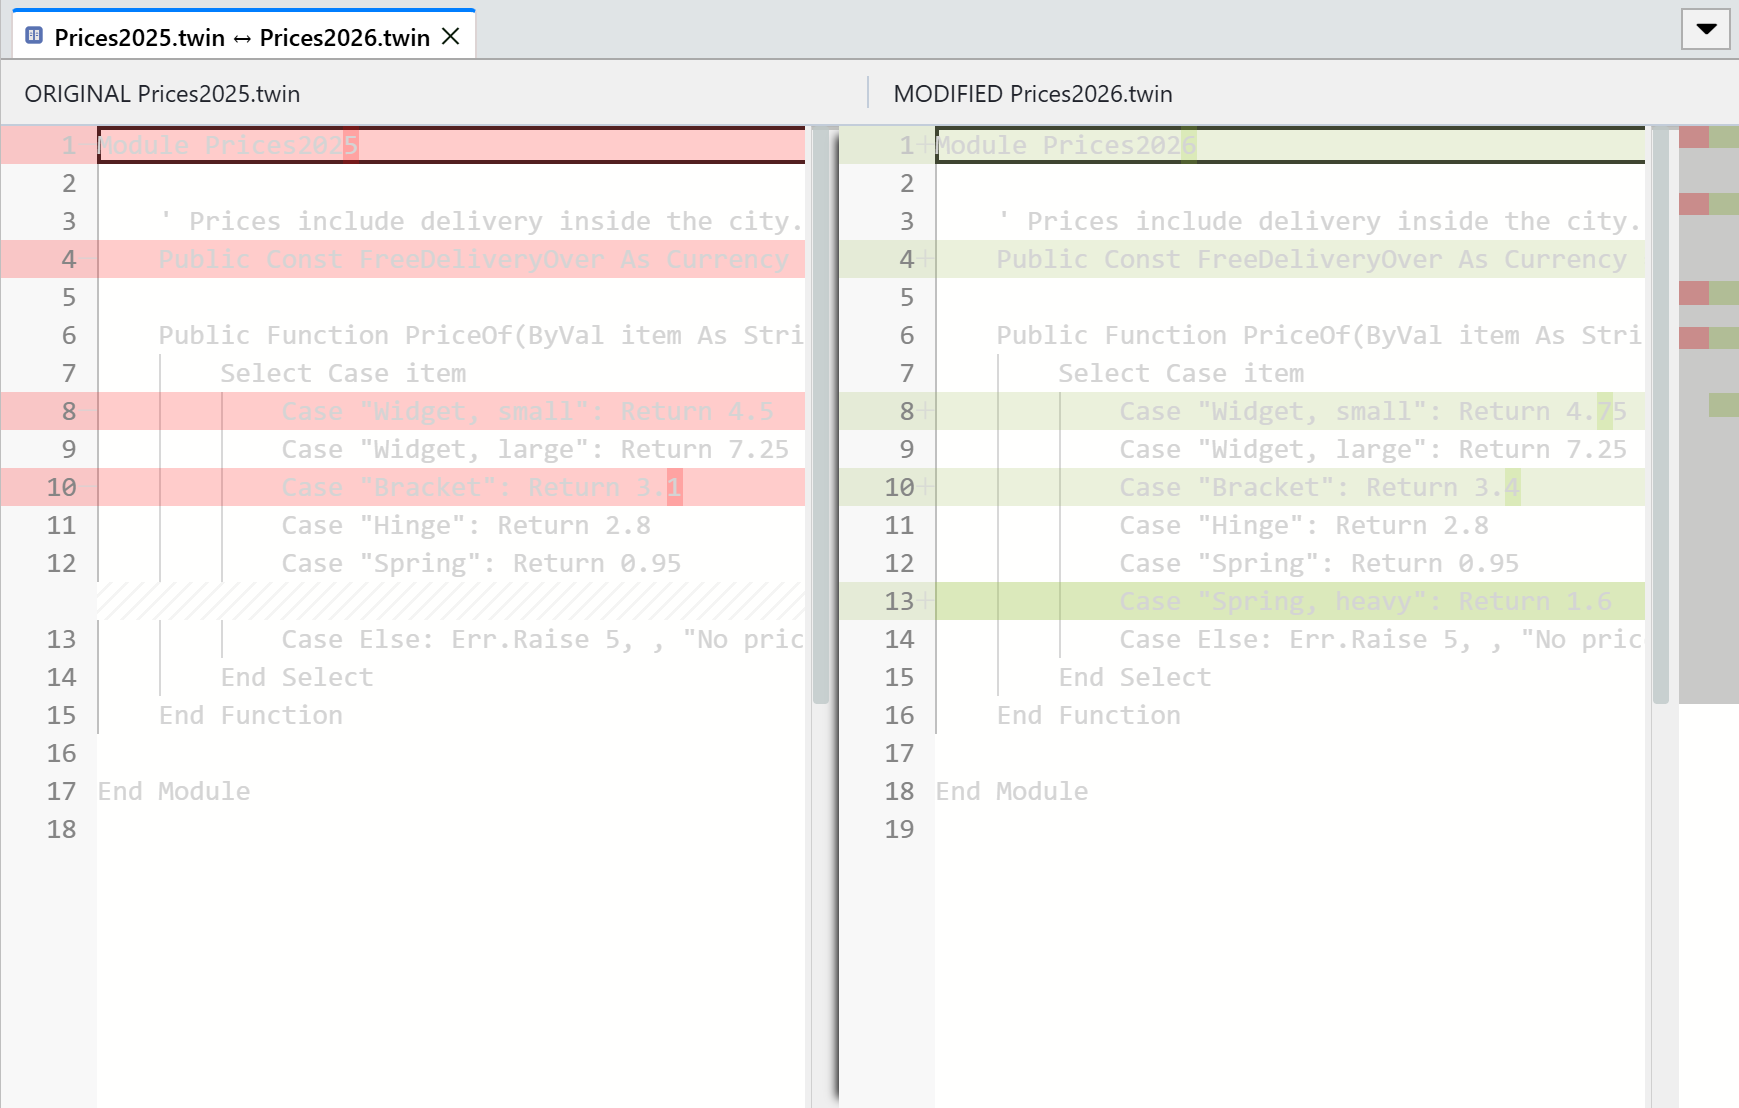 Prices2025.twin ↔ Prices2026.twin
ORIGINAL Prices2025.twin
1 Module Prices2025
2
3 ' Prices include delivery inside the city.
4 Public Const FreeDeliveryOver As Currency
5
6 Public Function PriceOf(ByVal item As Stri
7 Select Case item
8 Case "Widget, small": Return 4.5
9 Case "Widget, large": Return 7.25
10 Case "Bracket": Return 3.1
11 Case "Hinge": Return 2.8
12 Case "Spring": Return 0.95
13 Case Else: Err.Raise 5, , "No pric
14 End Select
15 End Function
16
17 End Module
18
MODIFIED Prices2026.twin
1+ Module Prices2026
2
3 ' Prices include delivery inside the city.
4+ Public Const FreeDeliveryOver As Currency
5
6 Public Function PriceOf(ByVal item As Stri
7 Select Case item
8+ Case "Widget, small": Return 4.75
9 Case "Widget, large": Return 7.25
10+ Case "Bracket": Return 3.4
11 Case "Hinge": Return 2.8
12 Case "Spring": Return 0.95
13+ Case "Spring, heavy": Return 1.6
14 Case Else: Err.Raise 5, , "No pric
15 End Select
16 End Function
17
18 End Module
19